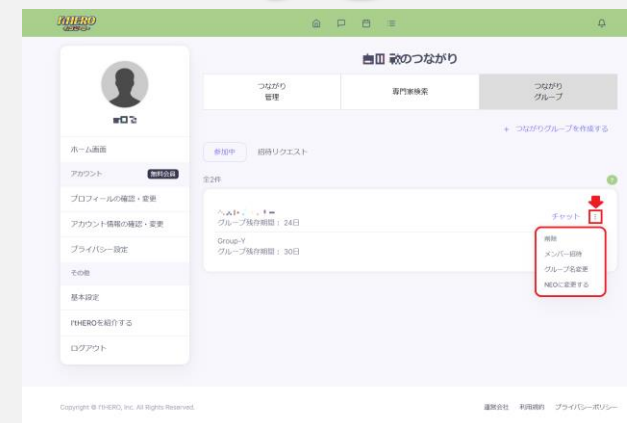 I'tHERO
のつながり
つながり
管理
専門家検索
つながり
グループ
+ つながりグループを作成する
参加中 招待リクエスト
全2件
グループ残存期間： 24日
チャット
Group-Y
グループ残存期間： 30日
削除
メンバー招待
グループ名変更
NEOに変更する
ホーム画面
アカウント 無料会員
プロフィールの確認・変更
アカウント情報の確認・変更
プライバシー設定
その他
基本設定
I'tHEROを紹介する
ログアウト
Copyright © I'tHERO, Inc. All Rights Reserved.
運営会社 利用規約 プライバシーポリシー